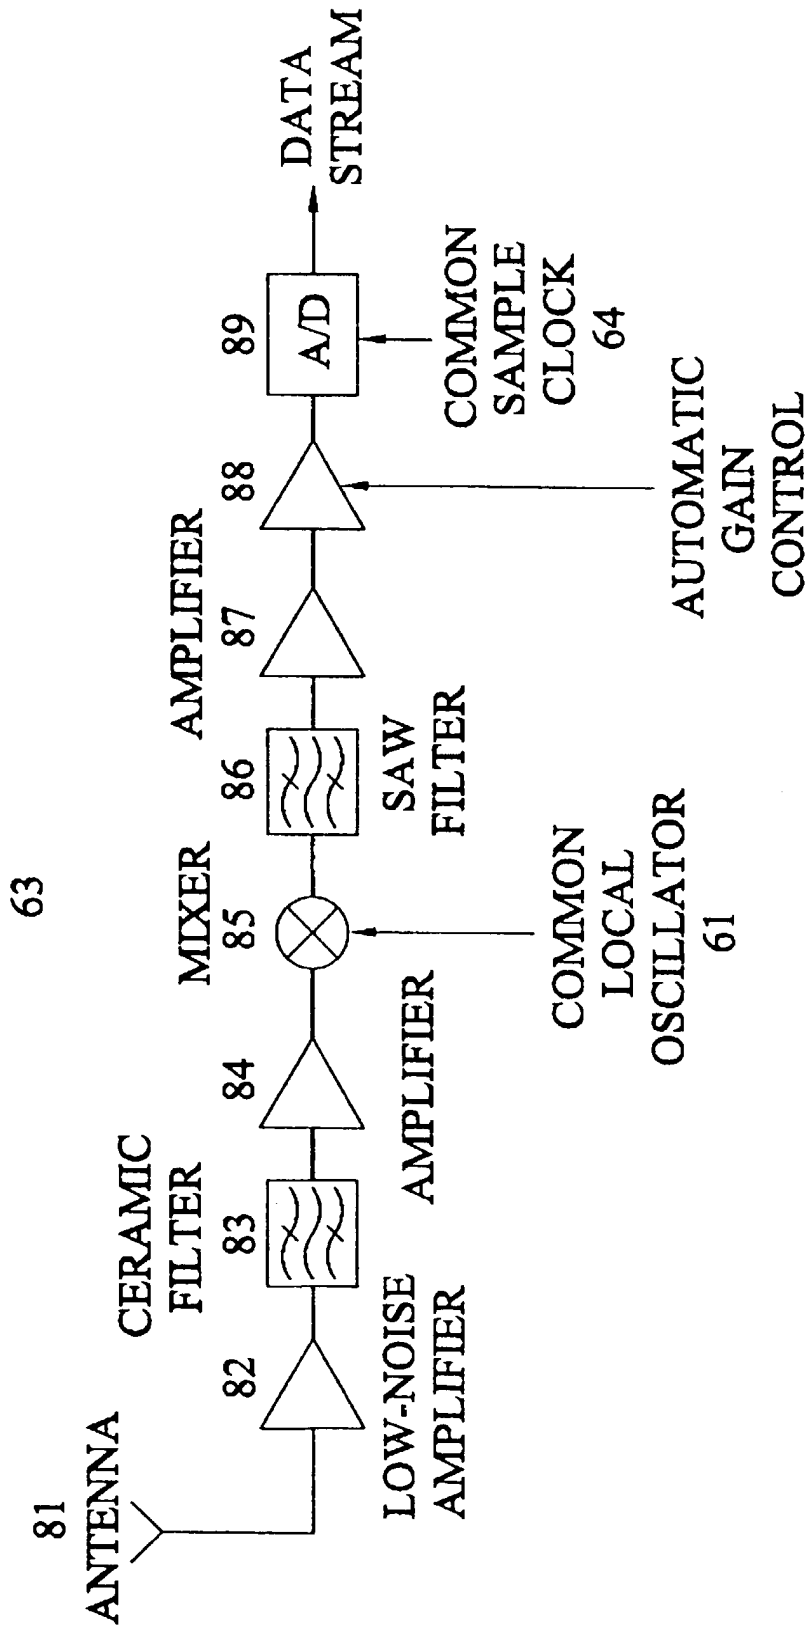 63
81
ANTENNA
82
LOW-NOISE
AMPLIFIER
CERAMIC
FILTER
83
84
AMPLIFIER
MIXER
85
COMMON
LOCAL
OSCILLATOR
61
86
SAW
FILTER
AMPLIFIER
87
88
AUTOMATIC
GAIN
CONTROL
89
A/D
COMMON
SAMPLE
CLOCK
64
DATA
STREAM